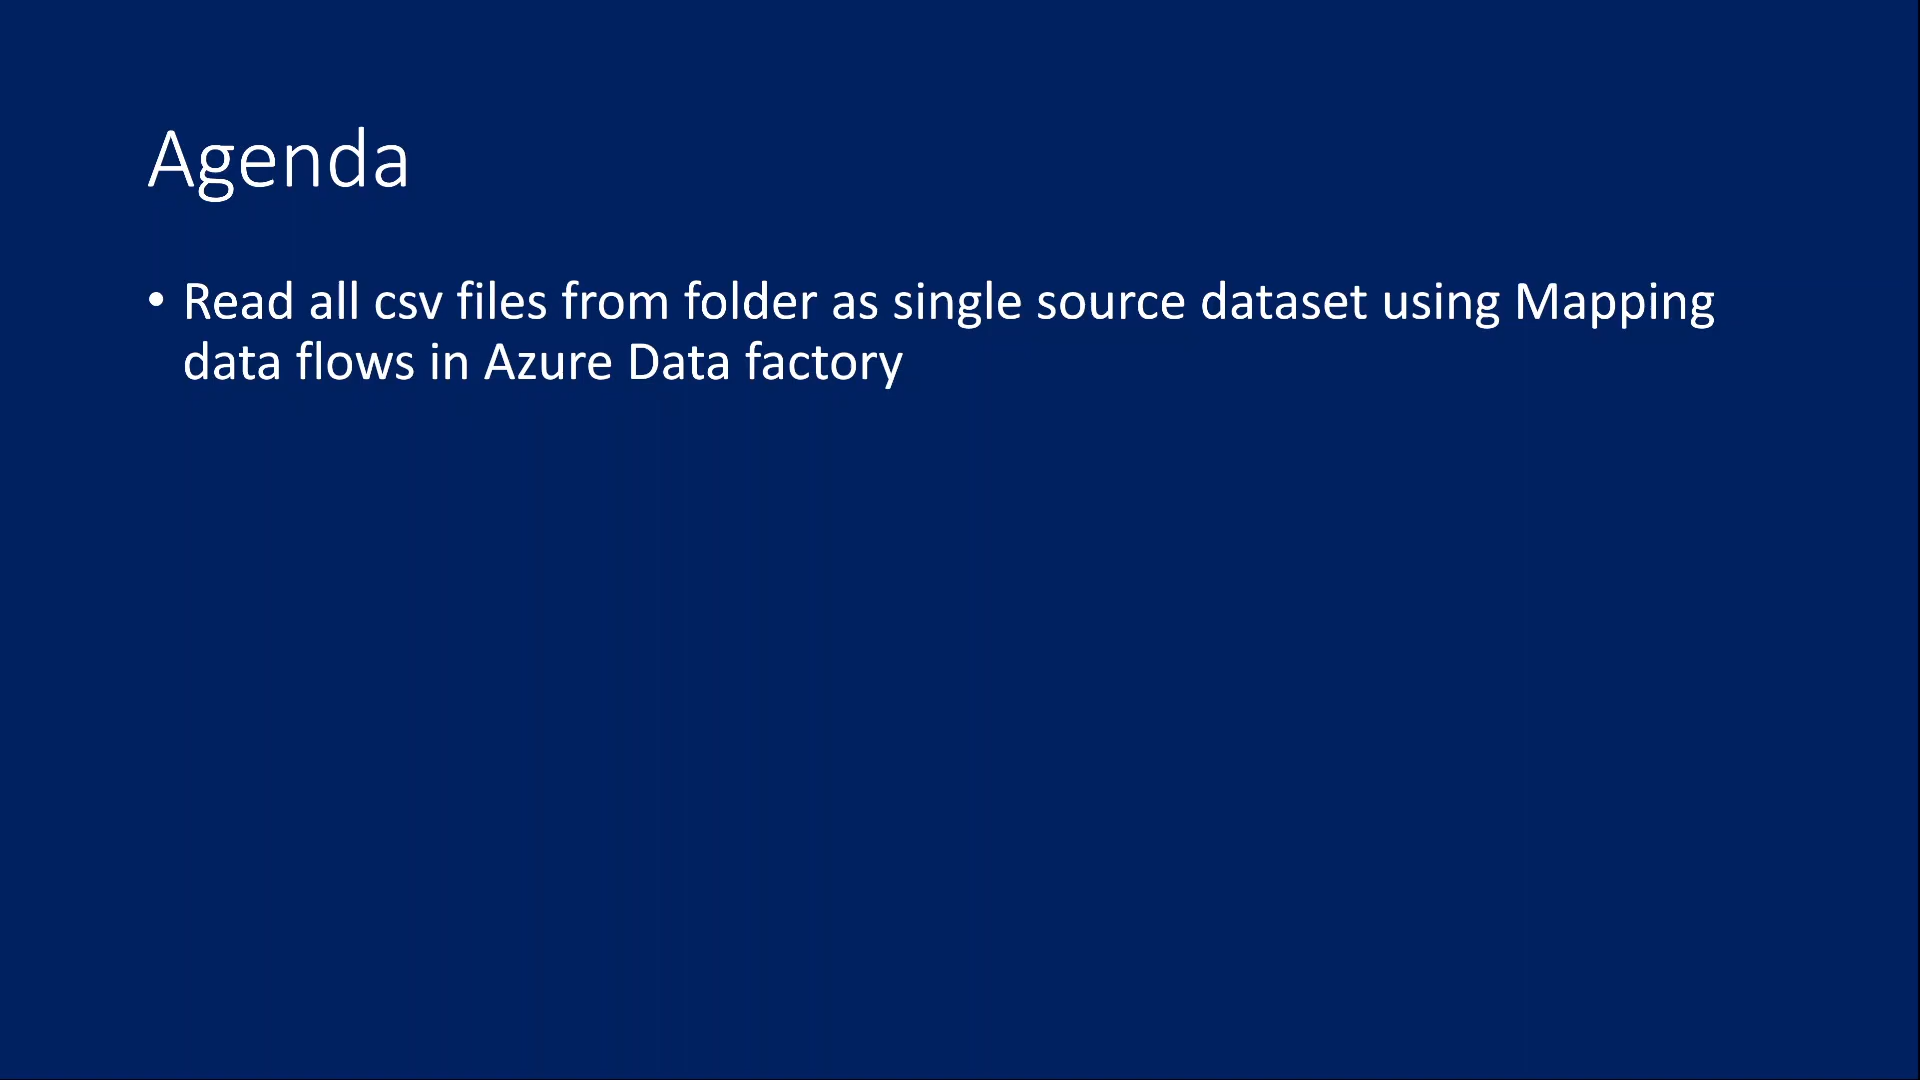 Agenda
• Read all csv files from folder as single source dataset using Mapping
data flows in Azure Data factory